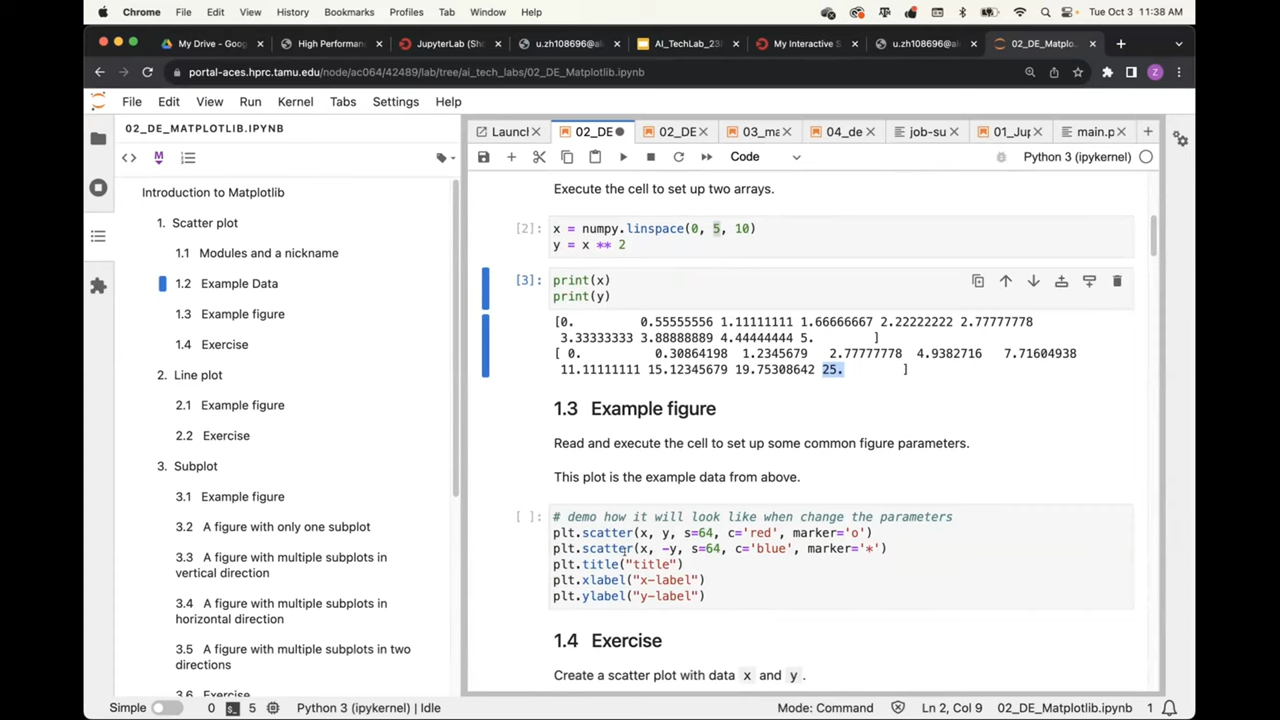 Chrome File Edit View History Bookmarks Profiles Tab Window Help Tue Oct 3 11:38 AM
My Drive - Goo High Performan JupyterLab (Sho u.zh108696@al AI_TechLab_23 My Interactive S u.zh108696@ac 02_DE_Matplo
portal-aces.hprc.tamu.edu/node/ac064/42489/lab/tree/ai_tech_labs/02_DE_Matplotlib.ipynb Z
File Edit View Run Kernel Tabs Settings Help
02_DE_MATPLOTLIB.IPYNB
Introduction to Matplotlib
1. Scatter plot
1.1 Modules and a nickname
1.2 Example Data
1.3 Example figure
1.4 Exercise
2. Line plot
2.1 Example figure
2.2 Exercise
3. Subplot
3.1 Example figure
3.2 A figure with only one subplot
3.3 A figure with multiple subplots in
vertical direction
3.4 A figure with multiple subplots in
horizontal direction
3.5 A figure with multiple subplots in two
directions
3.6 Exercise
Launcl 02_DE 02_DE 03_ma 04_de job-su 01_Jup main.p
Code Python 3 (ipykernel)
Execute the cell to set up two arrays.
[2]: x = numpy.linspace(0, 5, 10)
y = x ** 2
[3]: print(x)
print(y)
[0. 0.55555556 1.11111111 1.66666667 2.22222222 2.77777778
3.33333333 3.88888889 4.44444444 5. ]
[ 0. 0.30864198 1.2345679 2.77777778 4.9382716 7.71604938
11.11111111 15.12345679 19.75308642 25. ]
1.3 Example figure
Read and execute the cell to set up some common figure parameters.
This plot is the example data from above.
[ ]: # demo how it will look like when change the parameters
plt.scatter(x, y, s=64, c='red', marker='o')
plt.scatter(x, -y, s=64, c='blue', marker='*')
plt.title("title")
plt.xlabel("x-label")
plt.ylabel("y-label")
1.4 Exercise
Create a scatter plot with data x and y.
Simple 0 5 Python 3 (ipykernel) | Idle Mode: Command Ln 2, Col 9 02_DE_Matplotlib.ipynb 1